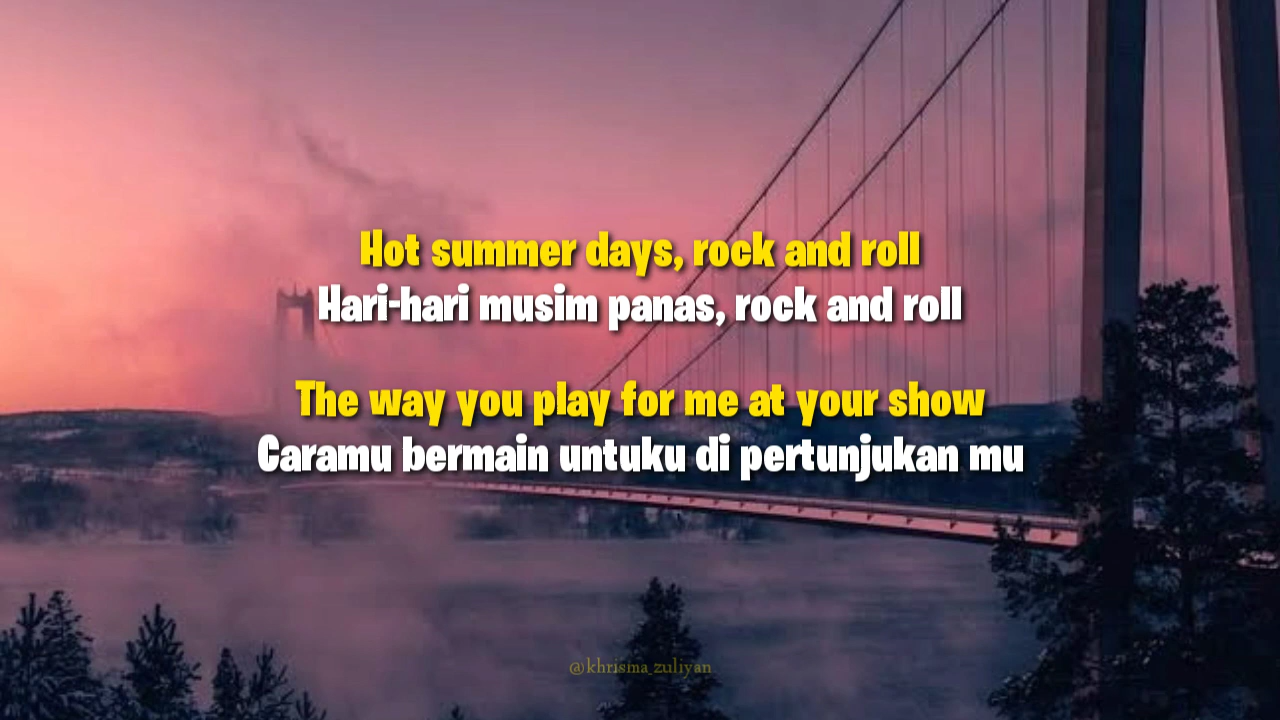 Hot summer days, rock and roll
Hari-hari musim panas, rock and roll
The way you play for me at your show
Caramu bermain untuku di pertunjukan mu
@khrisma_zuliyan